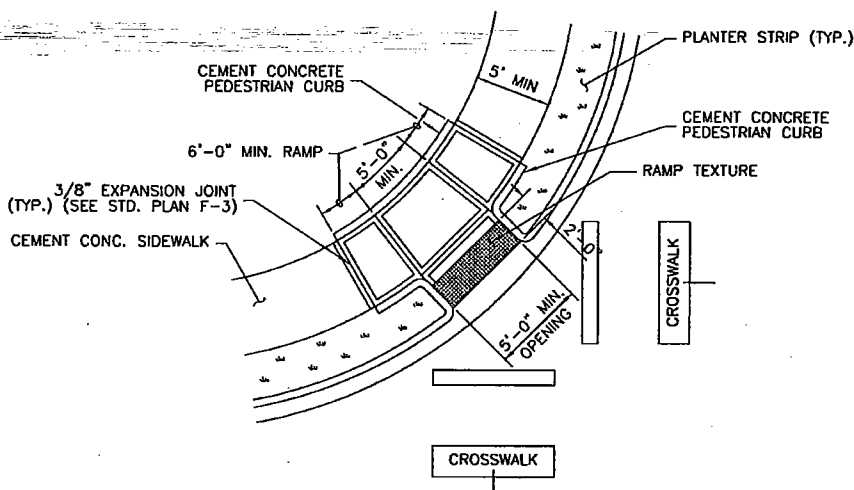 PLANTER STRIP (TYP.)
CEMENT CONCRETE
PEDESTRIAN CURB
5' MIN
CEMENT CONCRETE
PEDESTRIAN CURB
6'-0" MIN. RAMP
5'-0"
MIN.
RAMP TEXTURE
3/8" EXPANSION JOINT
(TYP.) (SEE STD. PLAN F-3)
CEMENT CONC. SIDEWALK
2'-0"
CROSSWALK
5'-0" MIN.
OPENING
CROSSWALK